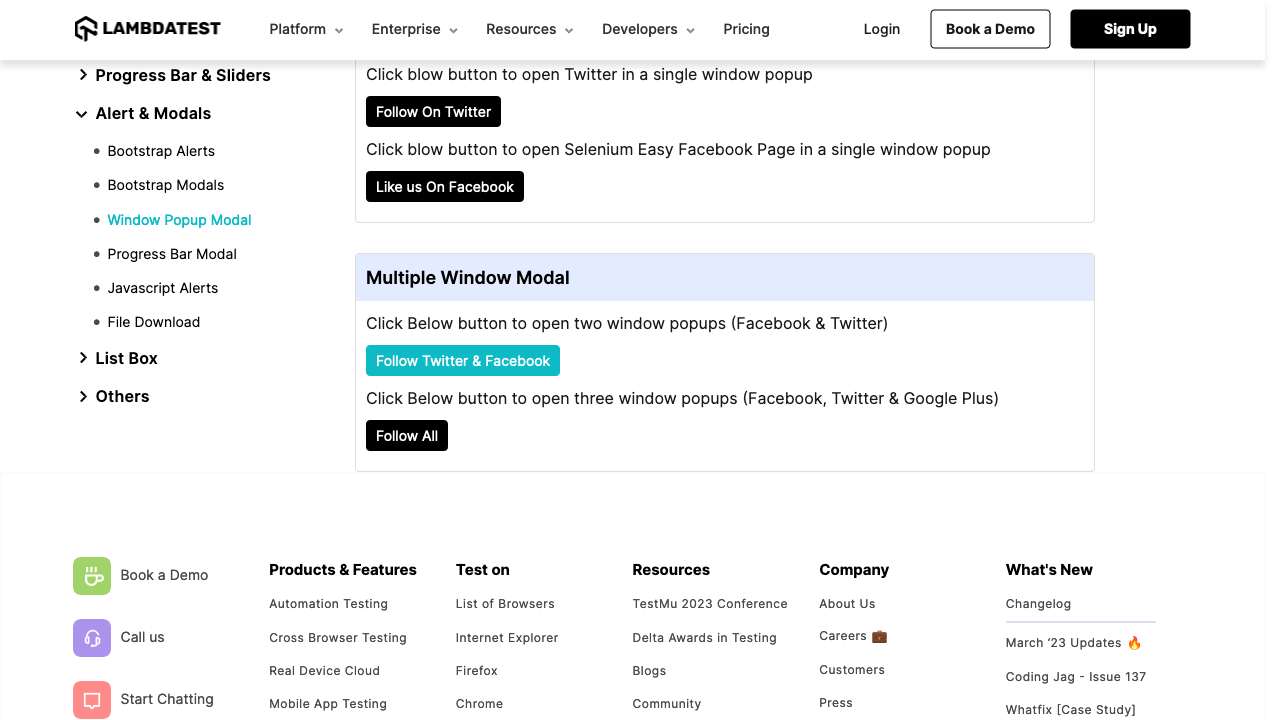 LAMBDATEST
Platform
Enterprise
Resources
Developers
Pricing
Login
Book a Demo
Sign Up
Progress Bar & Sliders
Alert & Modals
Bootstrap Alerts
Bootstrap Modals
Window Popup Modal
Progress Bar Modal
Javascript Alerts
File Download
List Box
Others
Click blow button to open Twitter in a single window popup
Follow On Twitter
Click blow button to open Selenium Easy Facebook Page in a single window popup
Like us On Facebook
Multiple Window Modal
Click Below button to open two window popups (Facebook & Twitter)
Follow Twitter & Facebook
Click Below button to open three window popups (Facebook, Twitter & Google Plus)
Follow All
Book a Demo
Call us
Start Chatting
Products & Features
Automation Testing
Cross Browser Testing
Real Device Cloud
Mobile App Testing
Test on
List of Browsers
Internet Explorer
Firefox
Chrome
Resources
TestMu 2023 Conference
Delta Awards in Testing
Blogs
Community
Company
About Us
Careers 💼
Customers
Press
What's New
Changelog
March ‘23 Updates 🔥
Coding Jag - Issue 137
Whatfix [Case Study]